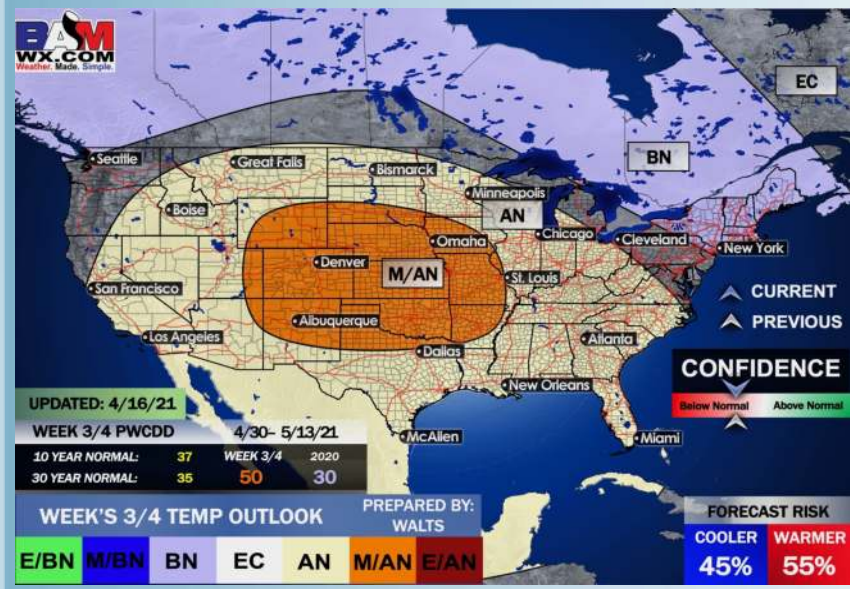 BAM
WX.COM
Weather. Made. Simple.
EC
BN
Seattle
Great Falls
Bismarck
Minneapolis
AN
Boise
Omaha
Chicago
Cleveland
New York
Denver
M/AN
St. Louis
San Francisco
CURRENT
PREVIOUS
Albuquerque
Los Angeles
Atlanta
Dallas
CONFIDENCE
Below Normal Above Normal
New Orleans
UPDATED: 4/16/21
WEEK 3/4 PWCDD 4/30- 5/13/21
McAllen
Miami
10 YEAR NORMAL: 37 WEEK 3/4 2020
30 YEAR NORMAL: 35 50 30
WEEK'S 3/4 TEMP OUTLOOK
PREPARED BY:
WALTS
FORECAST RISK
COOLER WARMER
45% 55%
E/BN M/BN BN EC AN M/AN E/AN